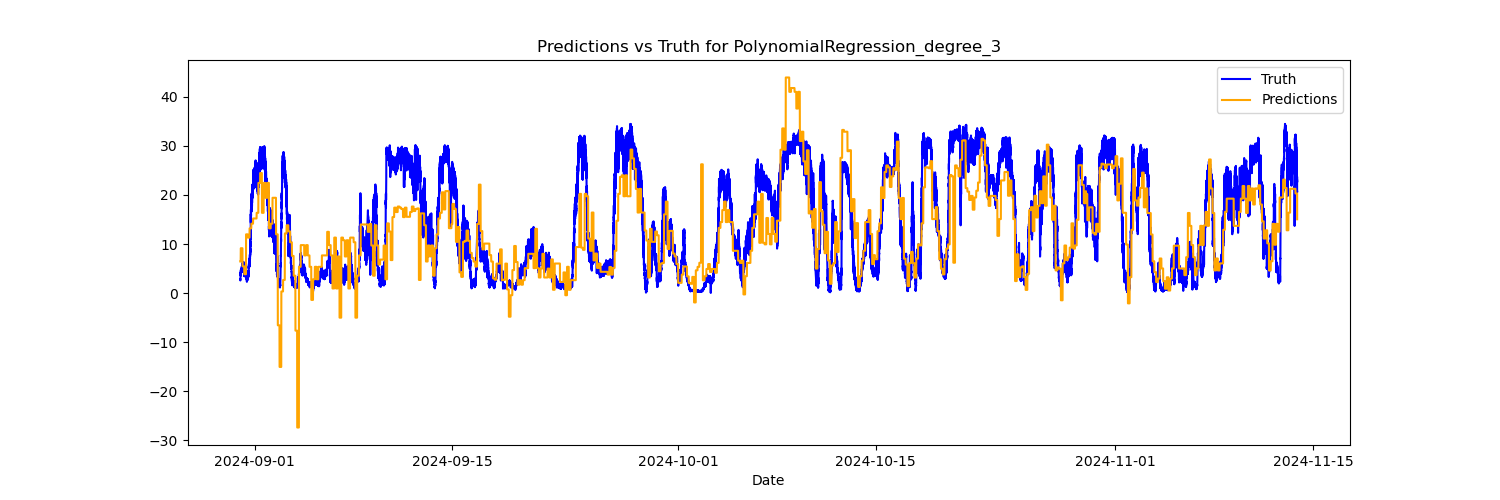 Predictions vs Truth for PolynomialRegression_degree_3
Truth
Predictions
40
30
20
10
0
−10
−20
−30
2024-09-01 2024-09-15 2024-10-01 2024-10-15 2024-11-01 2024-11-15
Date